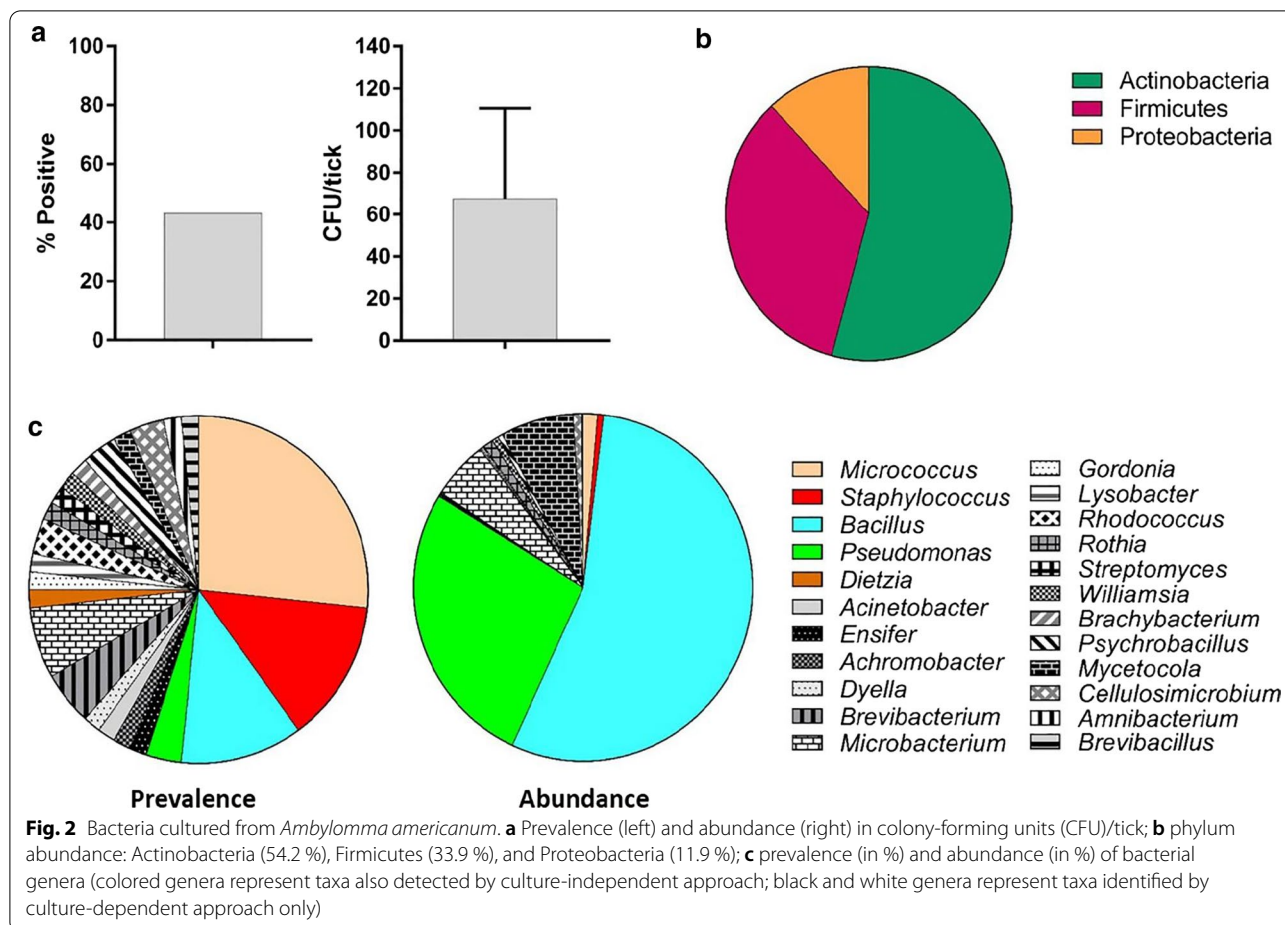 a
100
80
60
40
20
0
% Positive
140
120
100
80
60
40
20
0
CFU/tick
b
Actinobacteria
Firmicutes
Proteobacteria
c
Prevalence
Abundance
Micrococcus
Staphylococcus
Bacillus
Pseudomonas
Dietzia
Acinetobacter
Ensifer
Achromobacter
Dyella
Brevibacterium
Microbacterium
Gordonia
Lysobacter
Rhodococcus
Rothia
Streptomyces
Williamsia
Brachybacterium
Psychrobacillus
Mycetocola
Cellulosimicrobium
Amnibacterium
Brevibacillus
Fig. 2 Bacteria cultured from Ambylomma americanum. a Prevalence (left) and abundance (right) in colony-forming units (CFU)/tick; b phylum
abundance: Actinobacteria (54.2 %), Firmicutes (33.9 %), and Proteobacteria (11.9 %); c prevalence (in %) and abundance (in %) of bacterial
genera (colored genera represent taxa also detected by culture-independent approach; black and white genera represent taxa identified by
culture-dependent approach only)